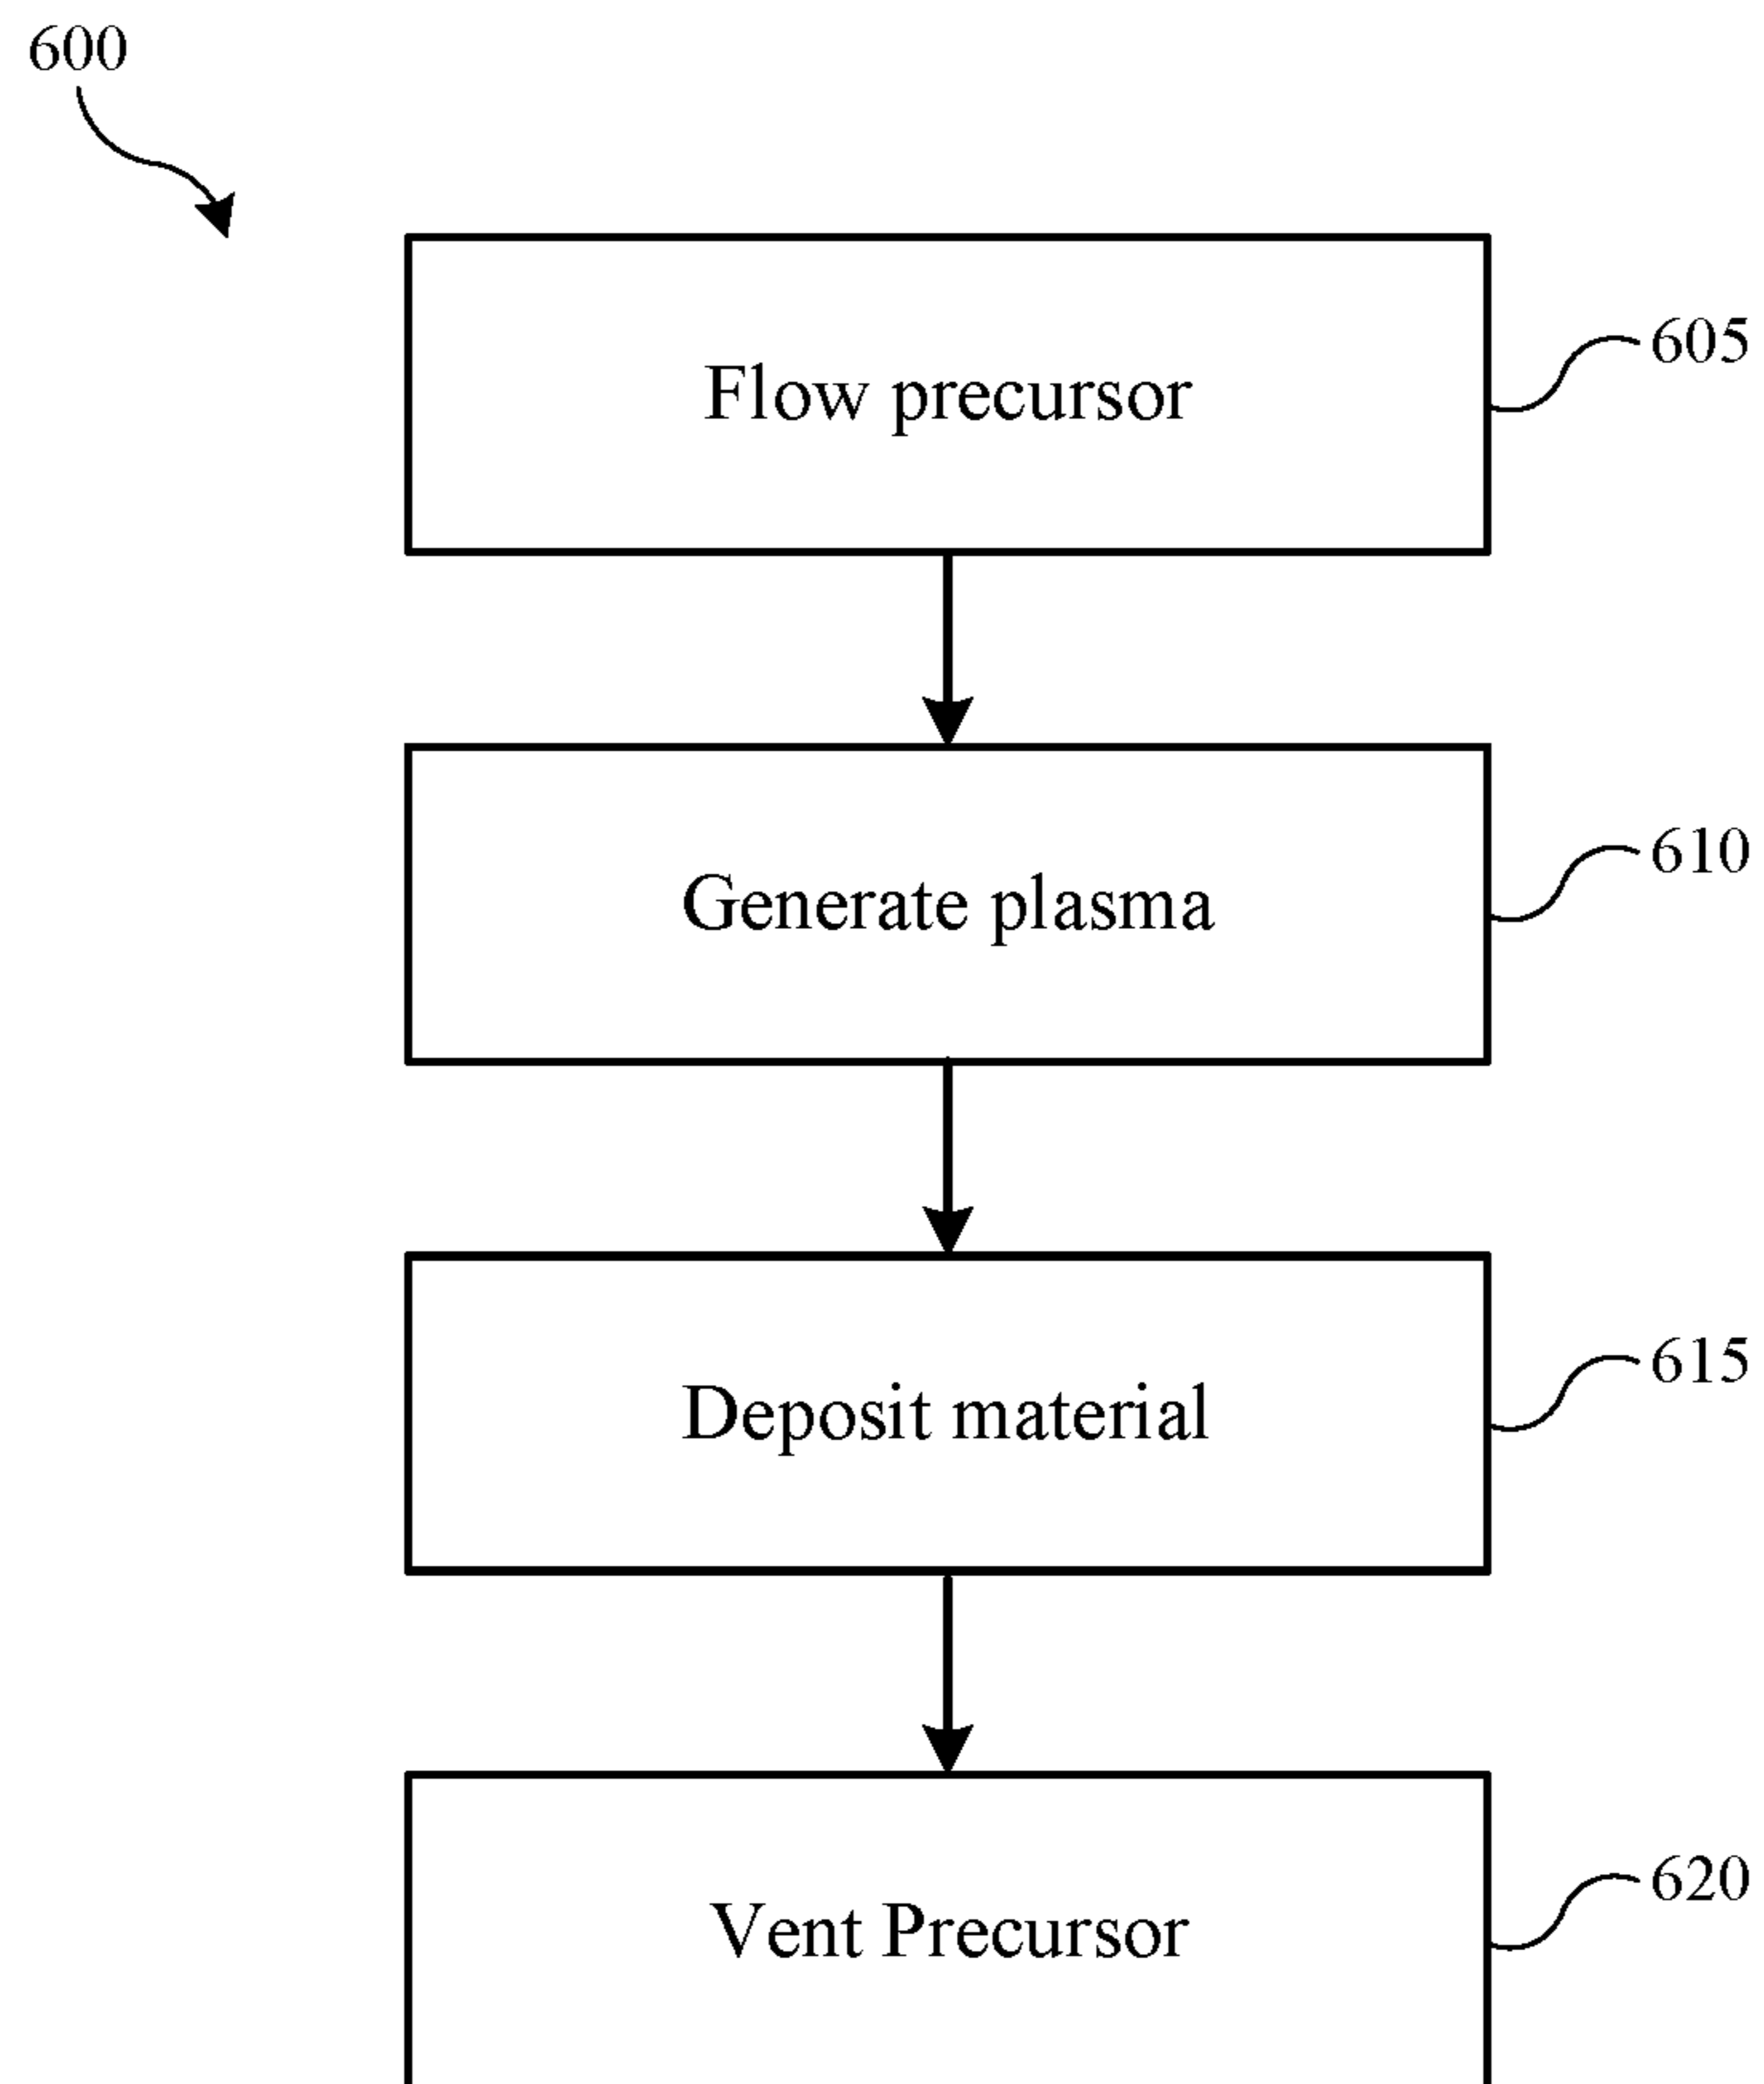 600
Flow precursor
605
Generate plasma
610
Deposit material
615
Vent Precursor
620